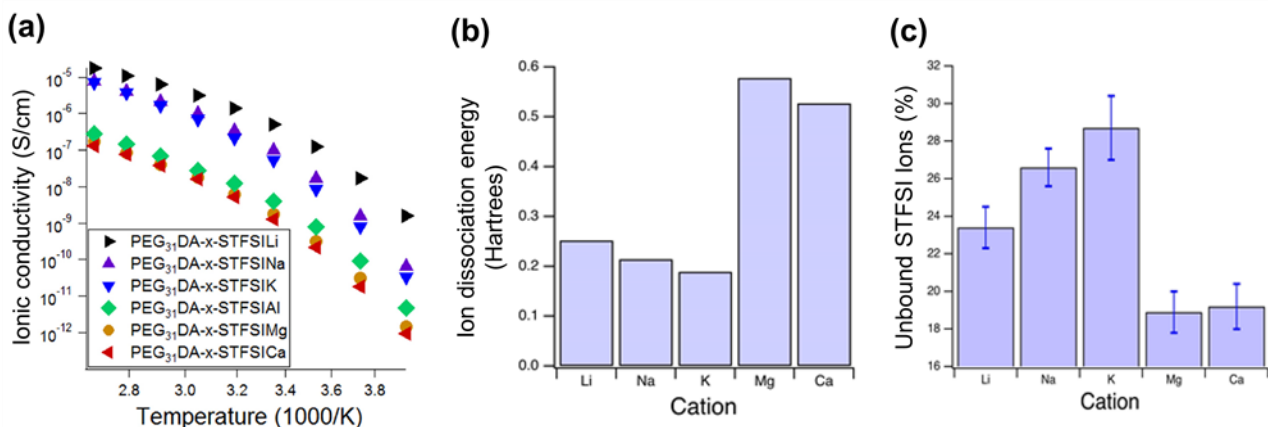 (a)
Ionic conductivity (S/cm)
10⁻⁵
10⁻⁶
10⁻⁷
10⁻⁸
10⁻⁹
10⁻¹⁰
10⁻¹¹
10⁻¹²
PEG₃₁DA-x-STFSILi
PEG₃₁DA-x-STFSINa
PEG₃₁DA-x-STFSIK
PEG₃₁DA-x-STFSIAl
PEG₃₁DA-x-STFSIMg
PEG₃₁DA-x-STFSICa
2.8 3.0 3.2 3.4 3.6 3.8
Temperature (1000/K)
(b)
Ion dissociation energy
(Hartrees)
0.6
0.5
0.4
0.3
0.2
0.1
0.0
Li Na K Mg Ca
Cation
(c)
Unbound STFSI Ions (%)
32
30
28
26
24
22
20
18
16
Li Na K Mg Ca
Cation